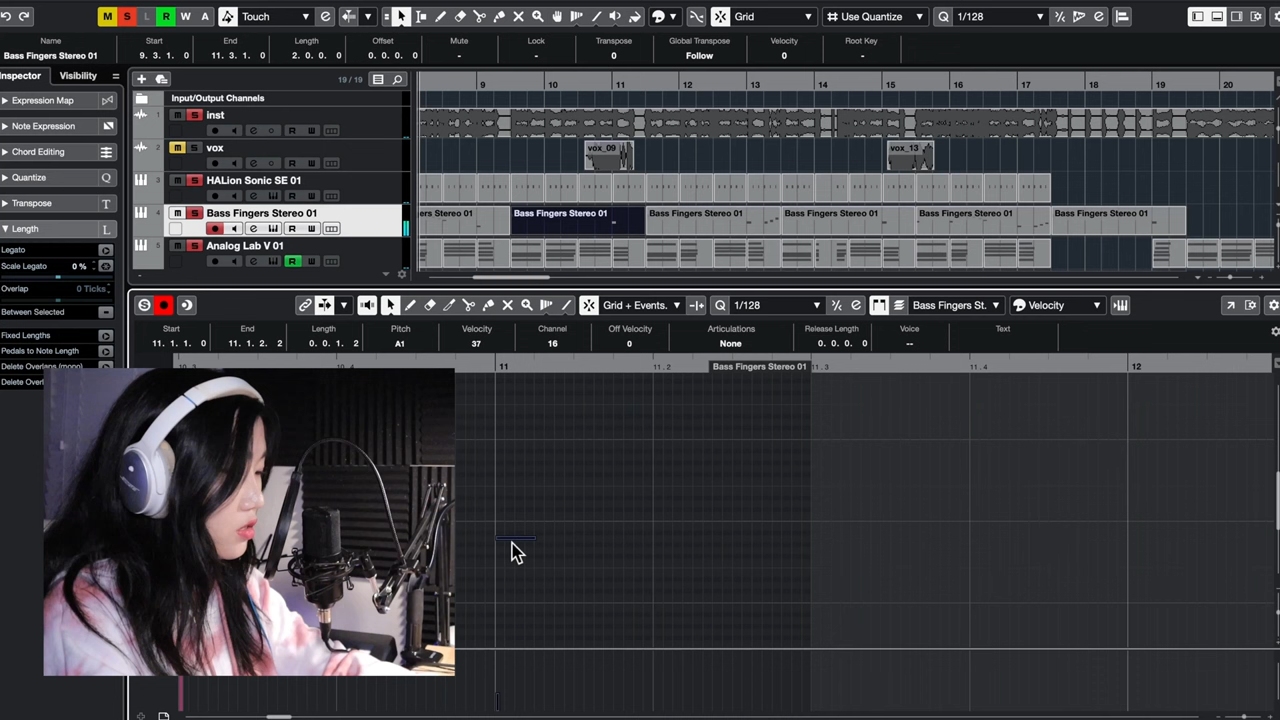 M S L R W A Touch Grid Use Quantize 1/128
Name Start End Length Offset Mute Lock Transpose Global Transpose Velocity Root Key
Bass Fingers Stereo 01 9. 3. 1. 0 11. 3. 1. 0 2. 0. 0. 0 0. 0. 0. 0 - - 0 Follow 0 -
Inspector Visibility
19 / 19
9 10 11 12 13 14 15 16 17 18 19 20
Expression Map
Note Expression
Chord Editing
Quantize
Transpose
Length
Legato
Scale Legato 0 %
Overlap 0 Ticks
Between Selected
Fixed Lengths
Pedals to Note Length
Delete Overlaps (mono)
Input/Output Channels
1 M S inst
R W
2 M S vox
R W
vox_09 vox_13
3 M S HALion Sonic SE 01
R W
4 M S Bass Fingers Stereo 01
R W
ers Stereo 01 Bass Fingers Stereo 01 Bass Fingers Stereo 01 Bass Fingers Stereo 01 Bass Fingers Stereo 01 Bass Fingers Stereo 01
5 M S Analog Lab V 01
R W
Grid + Events. 1/128 Bass Fingers St. Velocity
Start End Length Pitch Velocity Channel Off Velocity Articulations Release Length Voice Text
11. 1. 1. 0 11. 1. 2. 2 0. 0. 1. 2 A1 37 16 0 None 0. 0. 0. 0 --
10.3 10.4 11 11.2 Bass Fingers Stereo 01 11.3 11.4 12